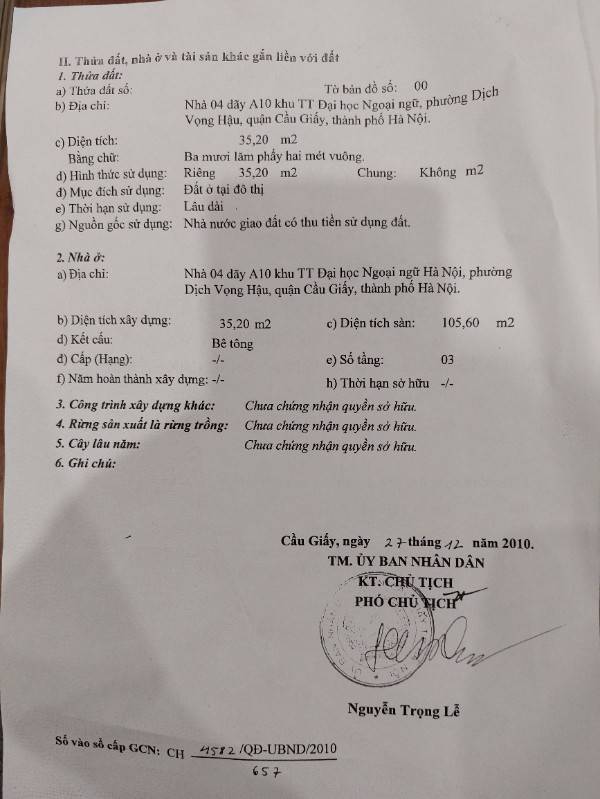 II. Thửa đất, nhà ở và tài sản khác gắn liền với đất
1. Thửa đất:
a) Thửa đất số: Tờ bản đồ số: 00
b) Địa chỉ: Nhà 04 dãy A10 khu TT Đại học Ngoại ngữ, phường Dịch
Vọng Hậu, quận Cầu Giấy, thành phố Hà Nội.
c) Diện tích: 35,20 m2
Bằng chữ: Ba mươi lăm phẩy hai mét vuông.
d) Hình thức sử dụng: Riêng 35,20 m2 Chung: Không m2
đ) Mục đích sử dụng: Đất ở tại đô thị
e) Thời hạn sử dụng: Lâu dài
g) Nguồn gốc sử dụng: Nhà nước giao đất có thu tiền sử dụng đất.
2. Nhà ở:
a) Địa chỉ: Nhà 04 dãy A10 khu TT Đại học Ngoại ngữ Hà Nội, phường
Dịch Vọng Hậu, quận Cầu Giấy, thành phố Hà Nội.
b) Diện tích xây dựng: 35,20 m2 c) Diện tích sàn: 105,60 m2
d) Kết cấu: Bê tông
đ) Cấp (Hạng): -/- e) Số tầng: 03
f) Năm hoàn thành xây dựng: -/- h) Thời hạn sở hữu -/-
3. Công trình xây dựng khác: Chưa chứng nhận quyền sở hữu.
4. Rừng sản xuất là rừng trồng: Chưa chứng nhận quyền sở hữu.
5. Cây lâu năm: Chưa chứng nhận quyền sở hữu.
6. Ghi chú:
Cầu Giấy, ngày 27 tháng 12 năm 2010.
TM. ỦY BAN NHÂN DÂN
KT. CHỦ TỊCH
PHÓ CHỦ TỊCH
Nguyễn Trọng Lễ
Số vào sổ cấp GCN: CH 4582 /QĐ-UBND/2010
657